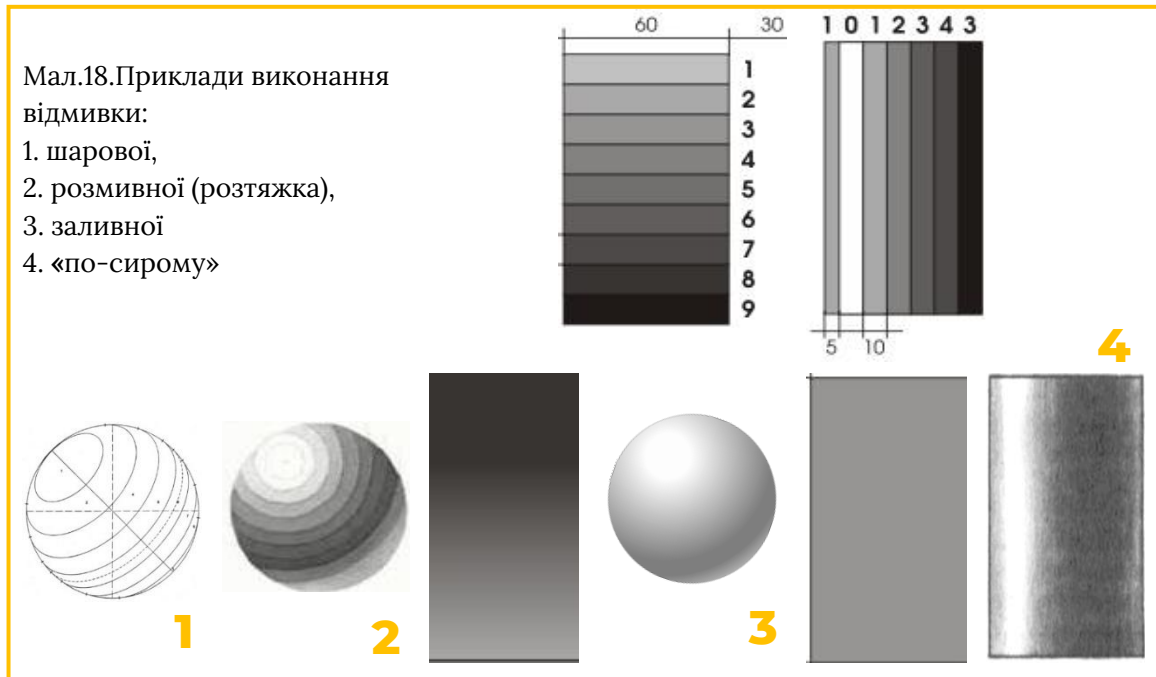 Мал.18.Приклади виконання
відмивки:
1. шарової,
2. розмивної (розтяжка),
3. заливної
4. «по-сирому»
60 30
1
2
3
4
5
6
7
8
9
1 0 1 2 3 4 3
5 10
4
1
2
3